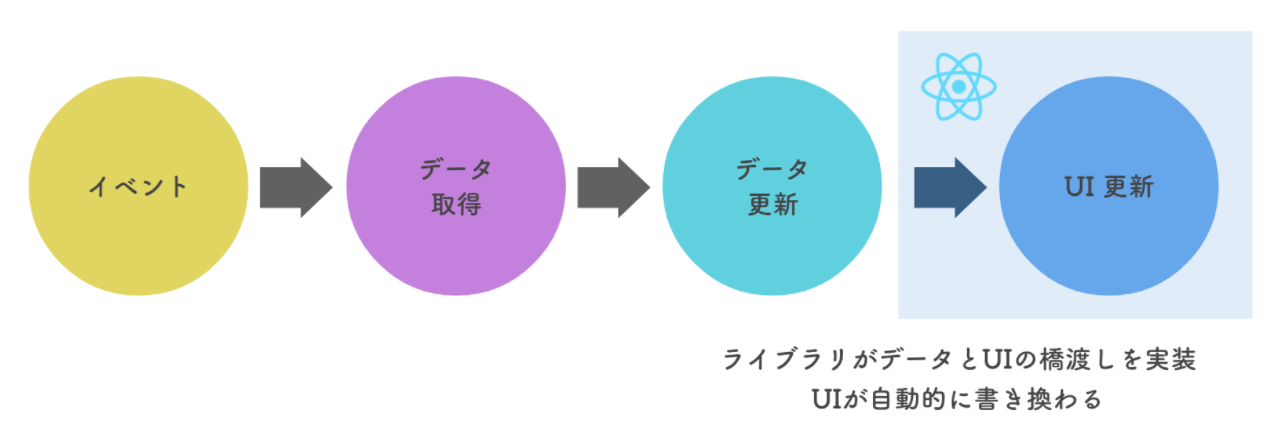 イベント
データ
取得
データ
更新
UI 更新
ライブラリがデータとUIの橋渡しを実装
UIが自動的に書き換わる